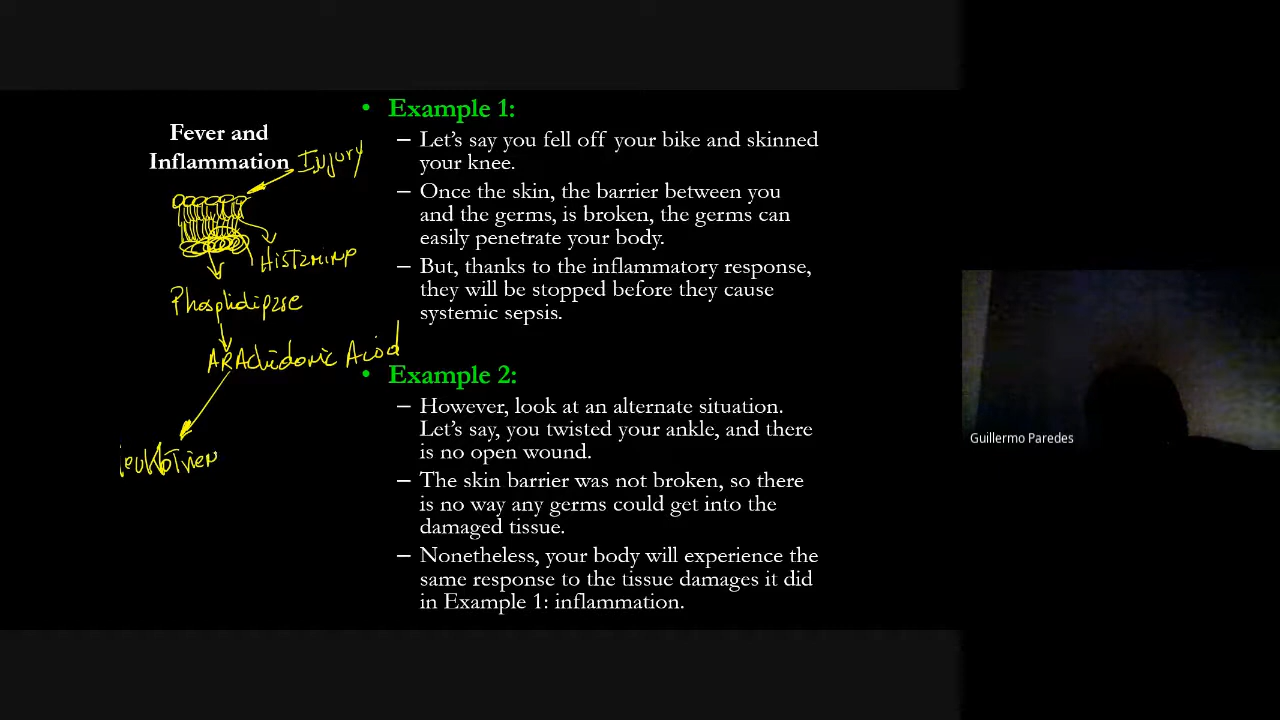 Fever and
Inflammation
Injury
Histamine
Phosplidipase
ARAchidonic Acid
• Example 1:
– Let’s say you fell off your bike and skinned
your knee.
– Once the skin, the barrier between you
and the germs, is broken, the germs can
easily penetrate your body.
– But, thanks to the inflammatory response,
they will be stopped before they cause
systemic sepsis.
• Example 2:
– However, look at an alternate situation.
Let’s say, you twisted your ankle, and there
is no open wound.
– The skin barrier was not broken, so there
is no way any germs could get into the
damaged tissue.
– Nonetheless, your body will experience the
same response to the tissue damages it did
in Example 1: inflammation.
Guillermo Paredes